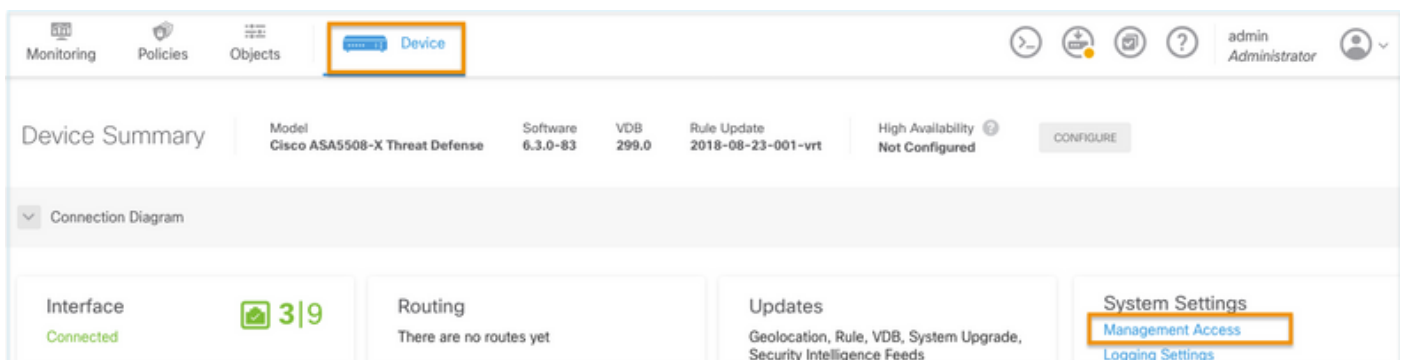 Monitoring
Policies
Objects
Device
admin
Administrator
Device Summary
Model
Cisco ASA5508-X Threat Defense
Software
6.3.0-83
VDB
299.0
Rule Update
2018-08-23-001-vrt
High Availability
Not Configured
CONFIGURE
Connection Diagram
Interface
Connected
3|9
Routing
There are no routes yet
Updates
Geolocation, Rule, VDB, System Upgrade,
Security Intelligence Feeds
System Settings
Management Access
Logging Settings